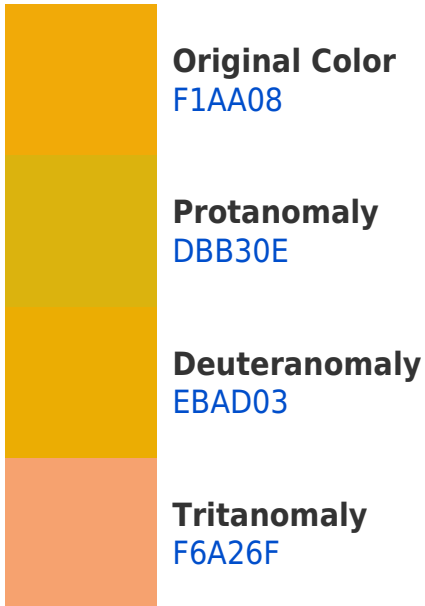 Original Color
F1AA08
Protanomaly
DBB30E
Deuteranomaly
EBAD03
Tritanomaly
F6A26F